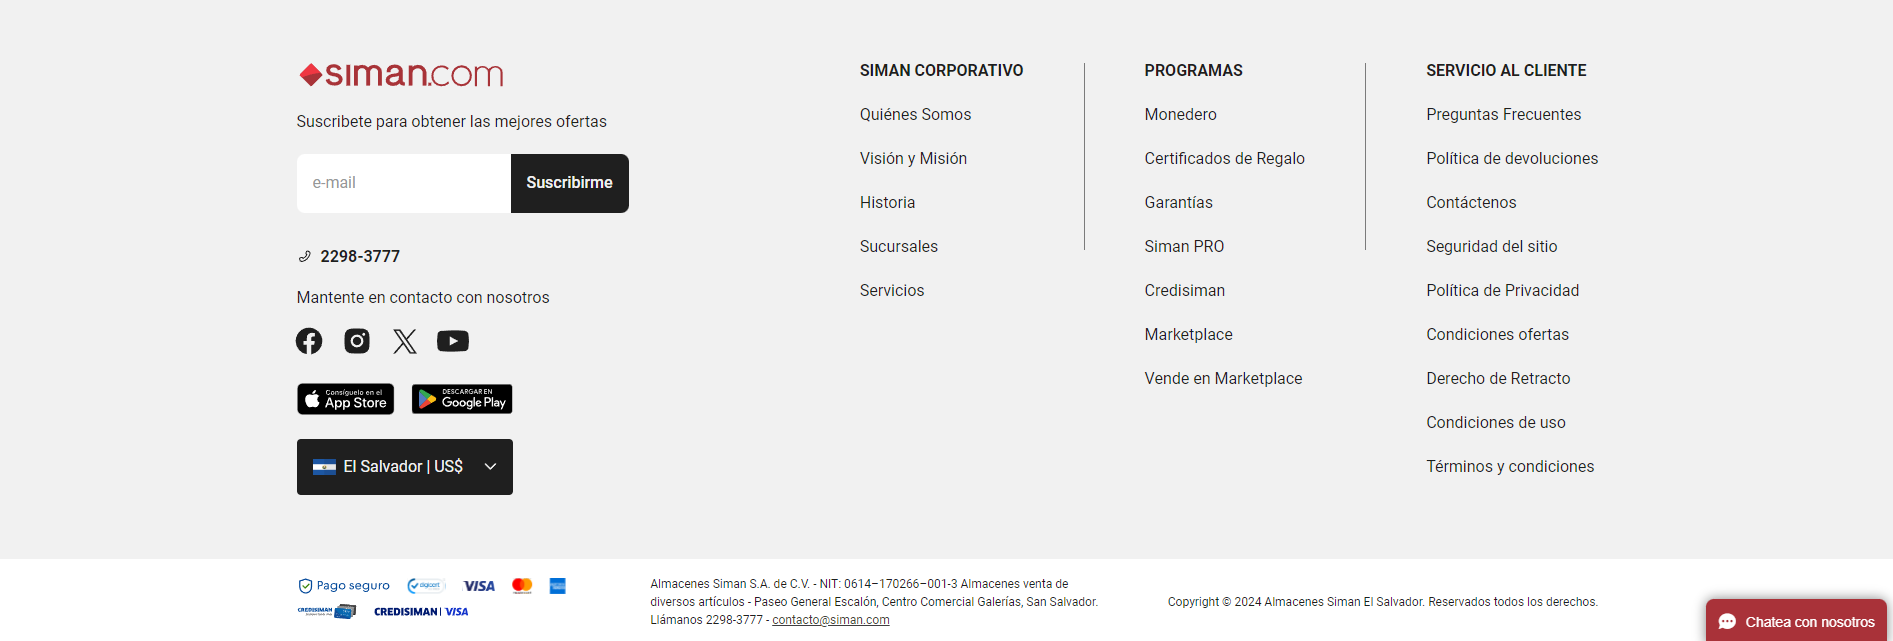 siman.com
Suscribete para obtener las mejores ofertas
e-mail
Suscribirme
2298-3777
Mantente en contacto con nosotros
Consíguelo en el
App Store
DESCARGAR EN
Google Play
El Salvador | US$
SIMAN CORPORATIVO
Quiénes Somos
Visión y Misión
Historia
Sucursales
Servicios
PROGRAMAS
Monedero
Certificados de Regalo
Garantías
Siman PRO
Credisiman
Marketplace
Vende en Marketplace
SERVICIO AL CLIENTE
Preguntas Frecuentes
Política de devoluciones
Contáctenos
Seguridad del sitio
Política de Privacidad
Condiciones ofertas
Derecho de Retracto
Condiciones de uso
Términos y condiciones
Pago seguro
digicert
VISA
CREDISIMAN
CREDISIMAN | VISA
Almacenes Siman S.A. de C.V. - NIT: 0614–170266–001-3 Almacenes venta de
diversos artículos - Paseo General Escalón, Centro Comercial Galerías, San Salvador.
Llámanos 2298-3777 - contacto@siman.com
Copyright © 2024 Almacenes Siman El Salvador. Reservados todos los derechos.
Chatea con nosotros